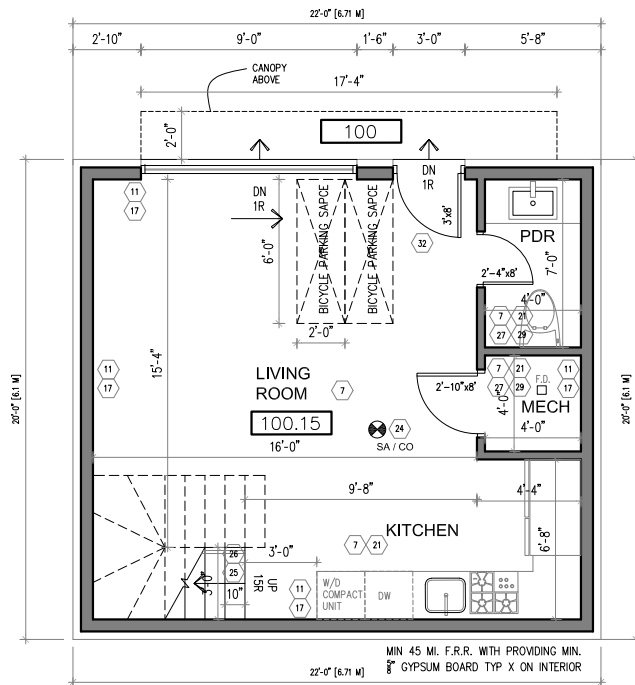 22'-0" [6.71 M]
2'-10"
9'-0"
1'-6"
3'-0"
5'-8"
CANOPY
ABOVE
17'-4"
2'-0"
100
DN
1R
DN
1R
11
17
6'-0"
BICYCLE PARKING SAPCE
BICYCLE PARKING SAPCE
3'x8'
32
PDR
2'-4"x8'
7'-0"
4'-0"
7
21
27
29
2'-0"
15'-4"
11
17
LIVING
ROOM
7
100.15
16'-0"
24
SA / CO
2'-10"x8'
7
21
27
29
F.D.
11
17
4'-0"
MECH
4'-0"
20'-0" [6.1 M]
20'-0" [6.1 M]
9'-8"
4'-4"
KITCHEN
7
21
6'-8"
3'-0"
26
25
UP
15R
3'-0"
10"
11
17
W/D
COMPACT
UNIT
DW
MIN 45 MI. F.R.R. WITH PROVIDING MIN.
5/8" GYPSUM BOARD TYP X ON INTERIOR
22'-0" [6.71 M]